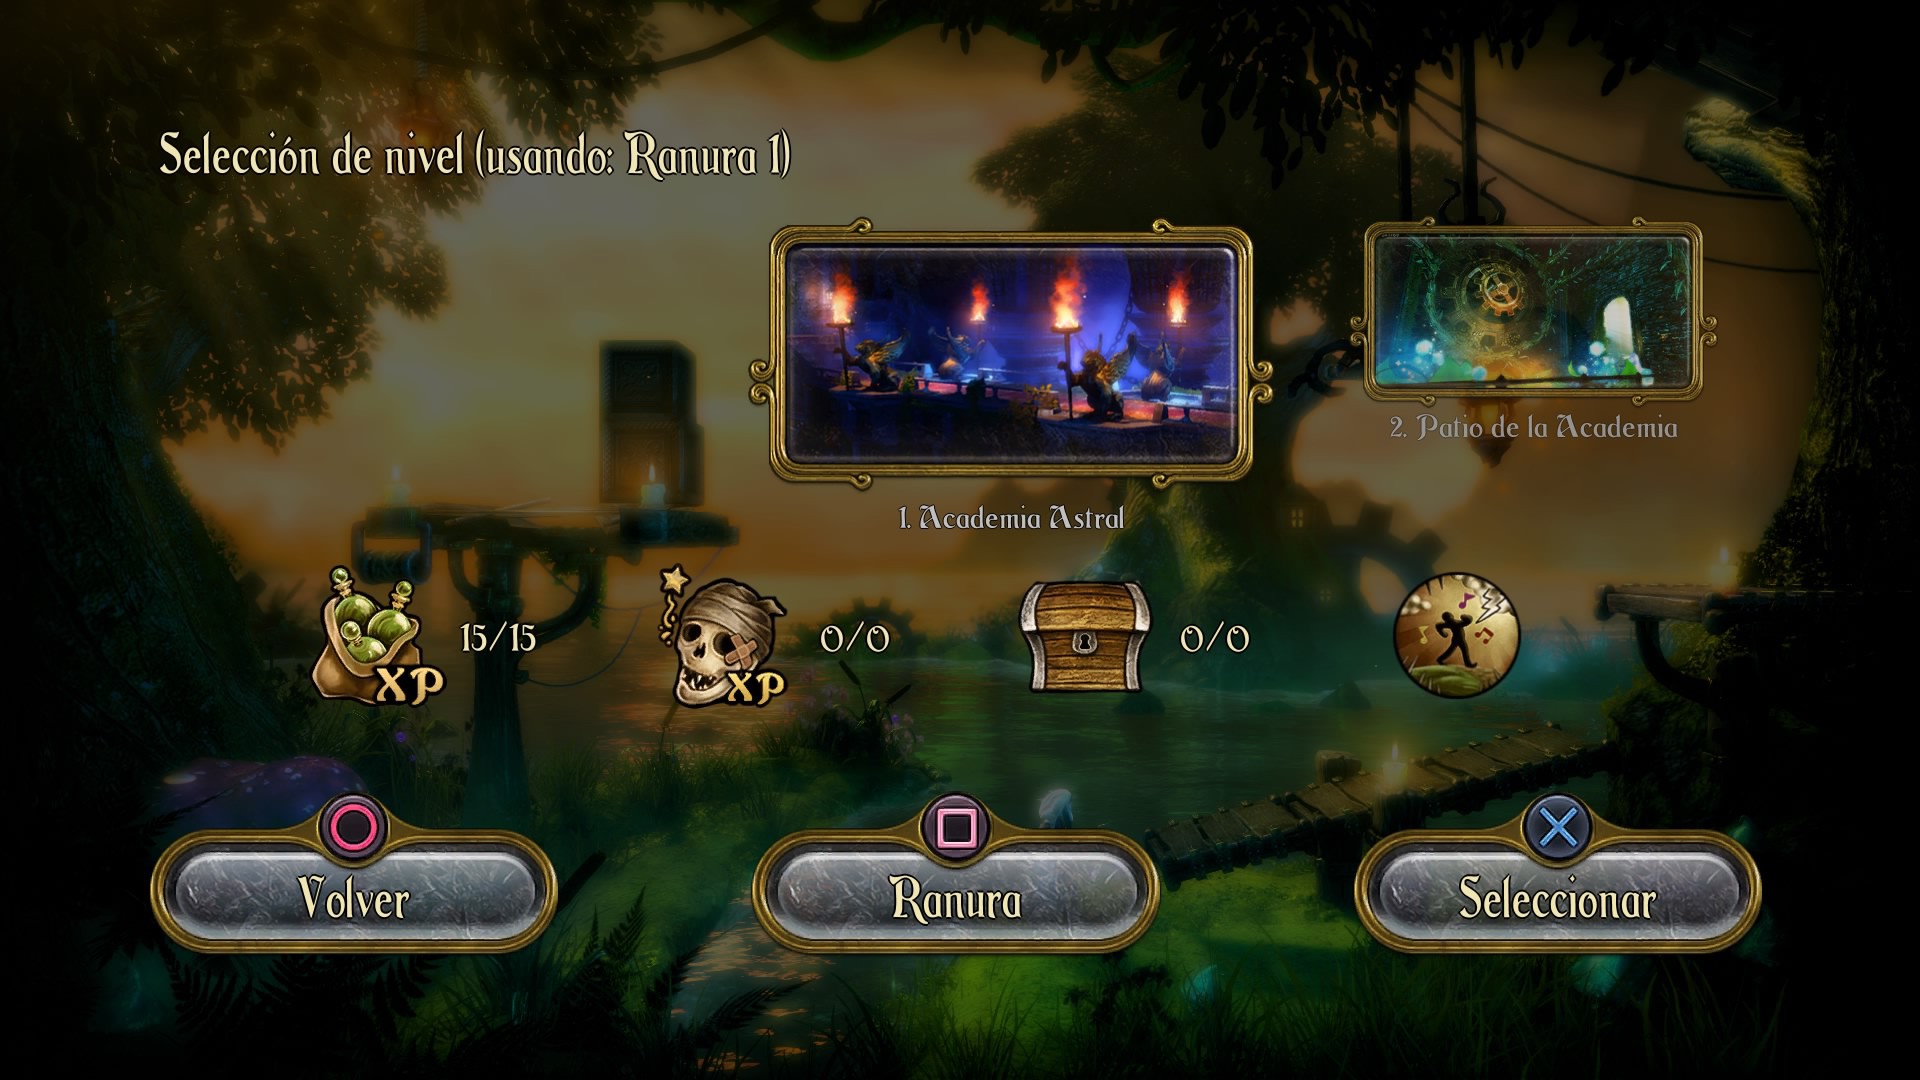 Selección de nivel (usando: Ranura 1)
1. Academia Astral
2. Patio de la Academia
XP 15/15
XP 0/0
0/0
Volver
Ranura
Seleccionar